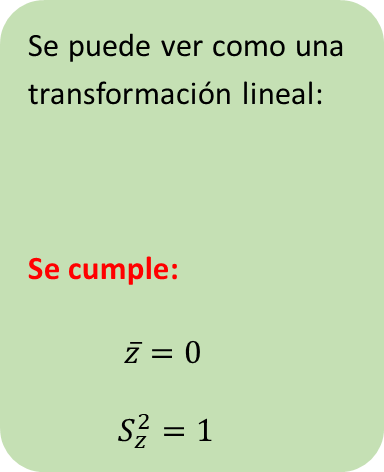 Se puede ver como una
transformación lineal:
Se cumple:
z̄ = 0
S_z^2 = 1